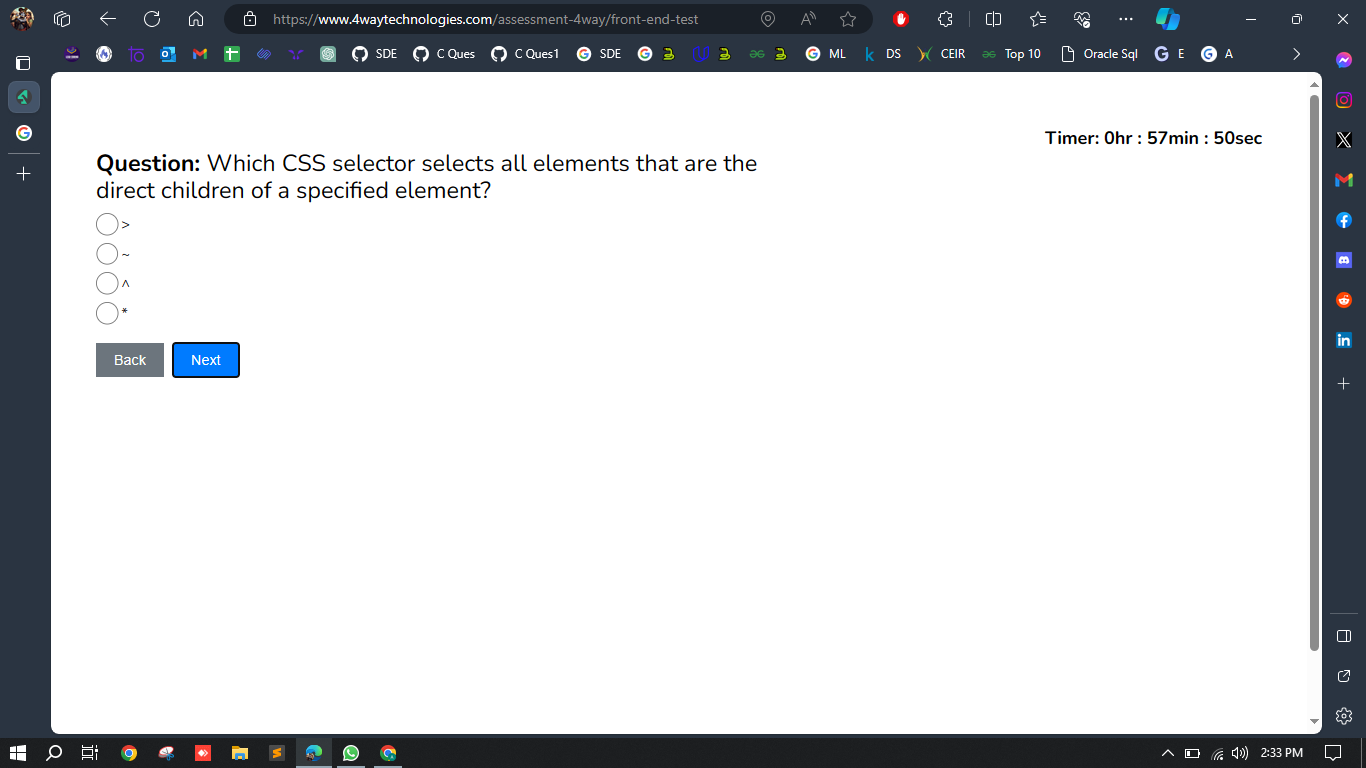 https://www.4waytechnologies.com/assessment-4way/front-end-test
SDE
C Ques
C Ques1
SDE
ML
DS
CEIR
Top 10
Oracle Sql
E
A
Timer: 0hr : 57min : 50sec
Question: Which CSS selector selects all elements that are the
direct children of a specified element?
>
~
^
*
Back
Next
2:33 PM